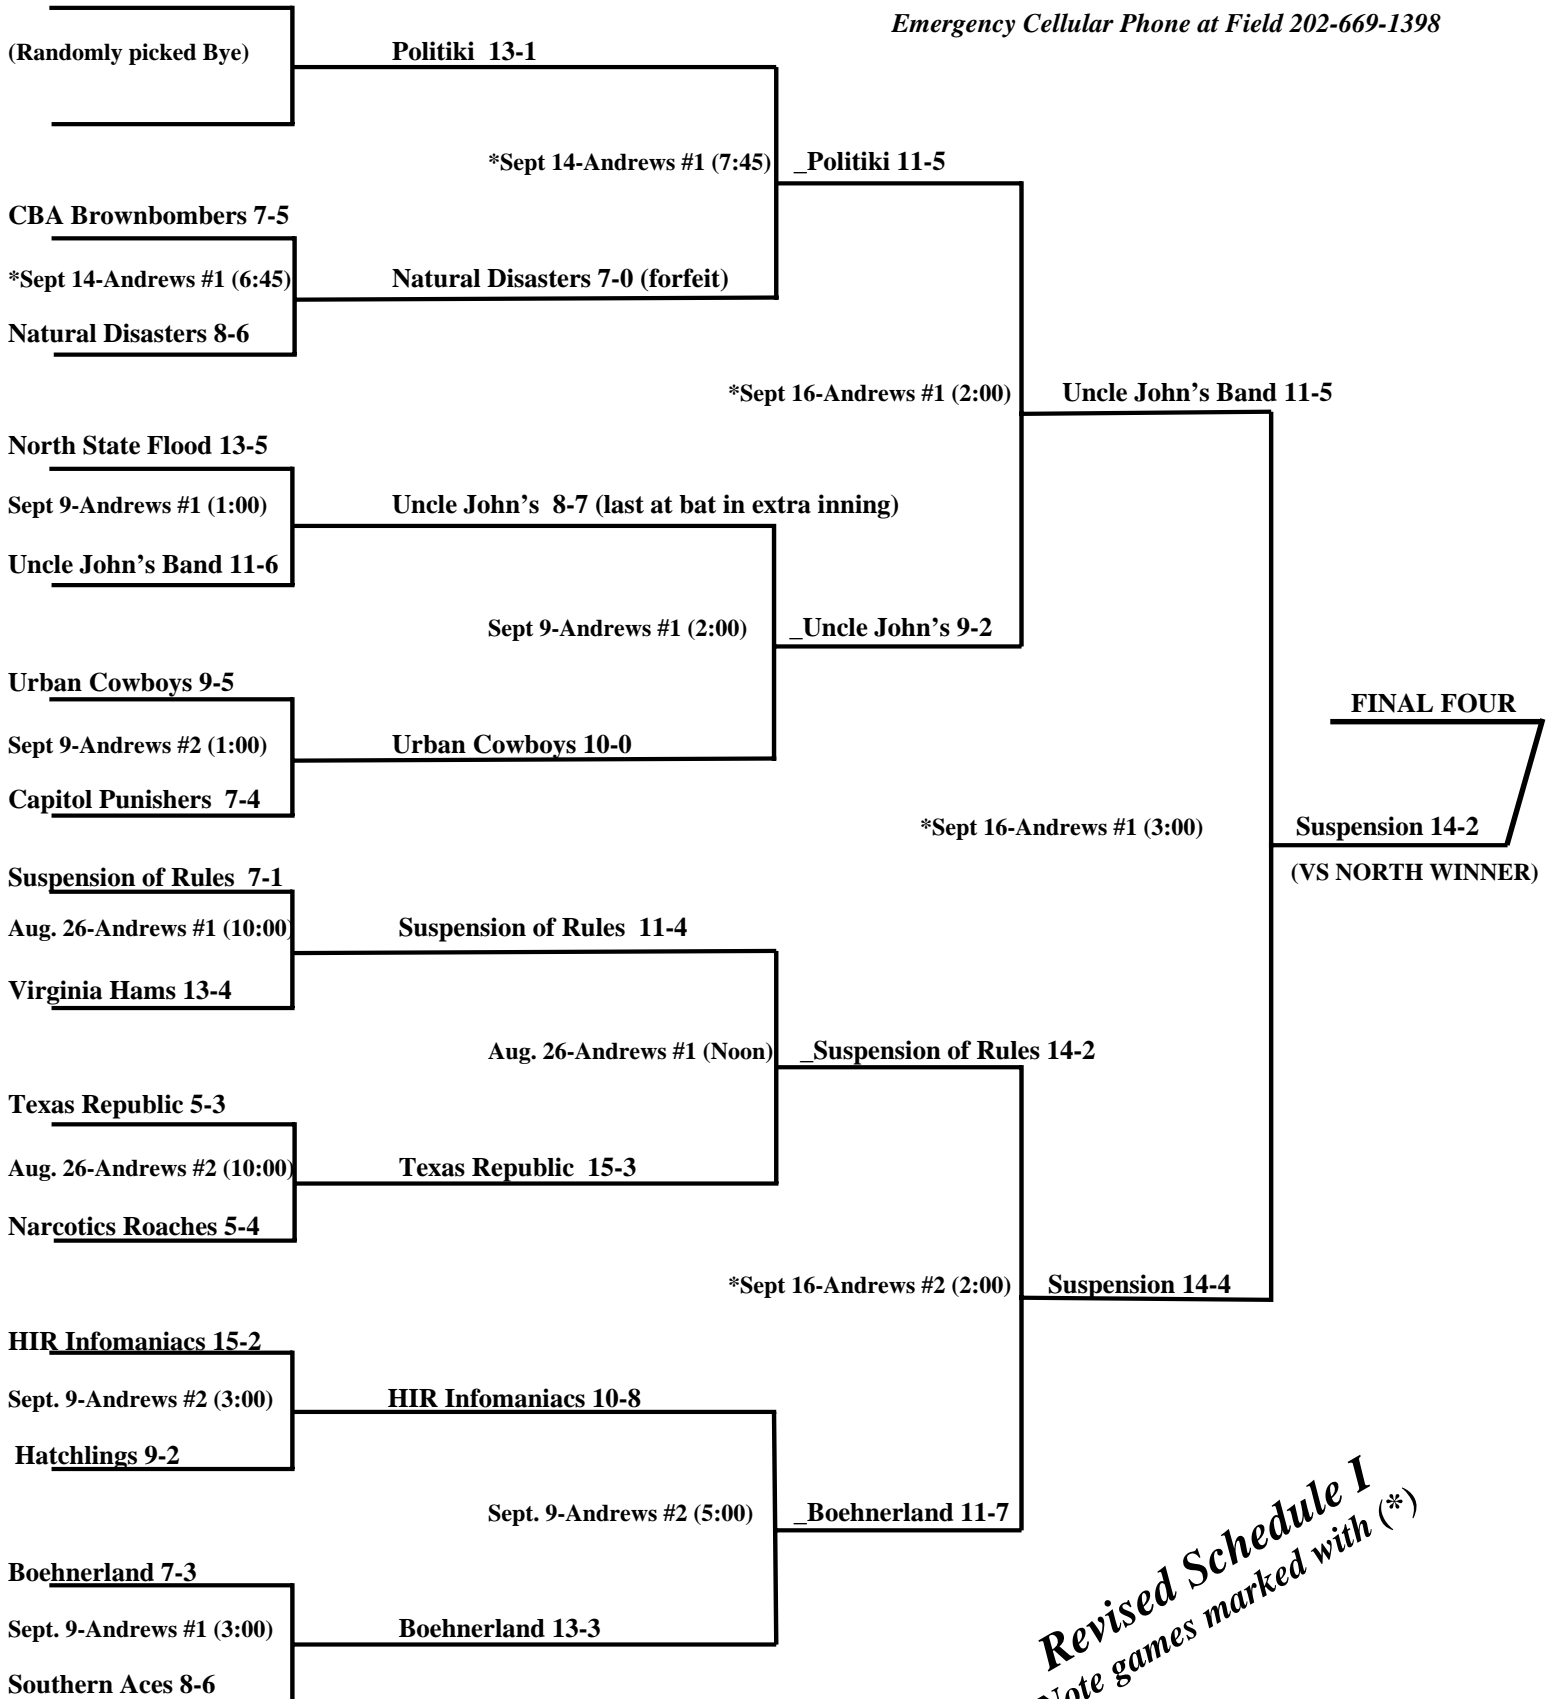 Emergency Cellular Phone at Field 202-669-1398
(Randomly picked Bye)
Politiki 13-1
*Sept 14-Andrews #1 (7:45)
_Politiki 11-5
CBA Brownbombers 7-5
*Sept 14-Andrews #1 (6:45)
Natural Disasters 7-0 (forfeit)
Natural Disasters 8-6
*Sept 16-Andrews #1 (2:00)
Uncle John’s Band 11-5
North State Flood 13-5
Sept 9-Andrews #1 (1:00)
Uncle John’s 8-7 (last at bat in extra inning)
Uncle John’s Band 11-6
Sept 9-Andrews #1 (2:00)
_Uncle John’s 9-2
Urban Cowboys 9-5
FINAL FOUR
Sept 9-Andrews #2 (1:00)
Urban Cowboys 10-0
Capitol Punishers 7-4
*Sept 16-Andrews #1 (3:00)
Suspension 14-2
(VS NORTH WINNER)
Suspension of Rules 7-1
Aug. 26-Andrews #1 (10:00)
Suspension of Rules 11-4
Virginia Hams 13-4
Aug. 26-Andrews #1 (Noon)
_Suspension of Rules 14-2
Texas Republic 5-3
Aug. 26-Andrews #2 (10:00)
Texas Republic 15-3
Narcotics Roaches 5-4
*Sept 16-Andrews #2 (2:00)
Suspension 14-4
HIR Infomaniacs 15-2
Sept. 9-Andrews #2 (3:00)
HIR Infomaniacs 10-8
Hatchlings 9-2
Sept. 9-Andrews #2 (5:00)
_Boehnerland 11-7
Boehnerland 7-3
Sept. 9-Andrews #1 (3:00)
Boehnerland 13-3
Southern Aces 8-6
Revised Schedule I
Note games marked with (*)